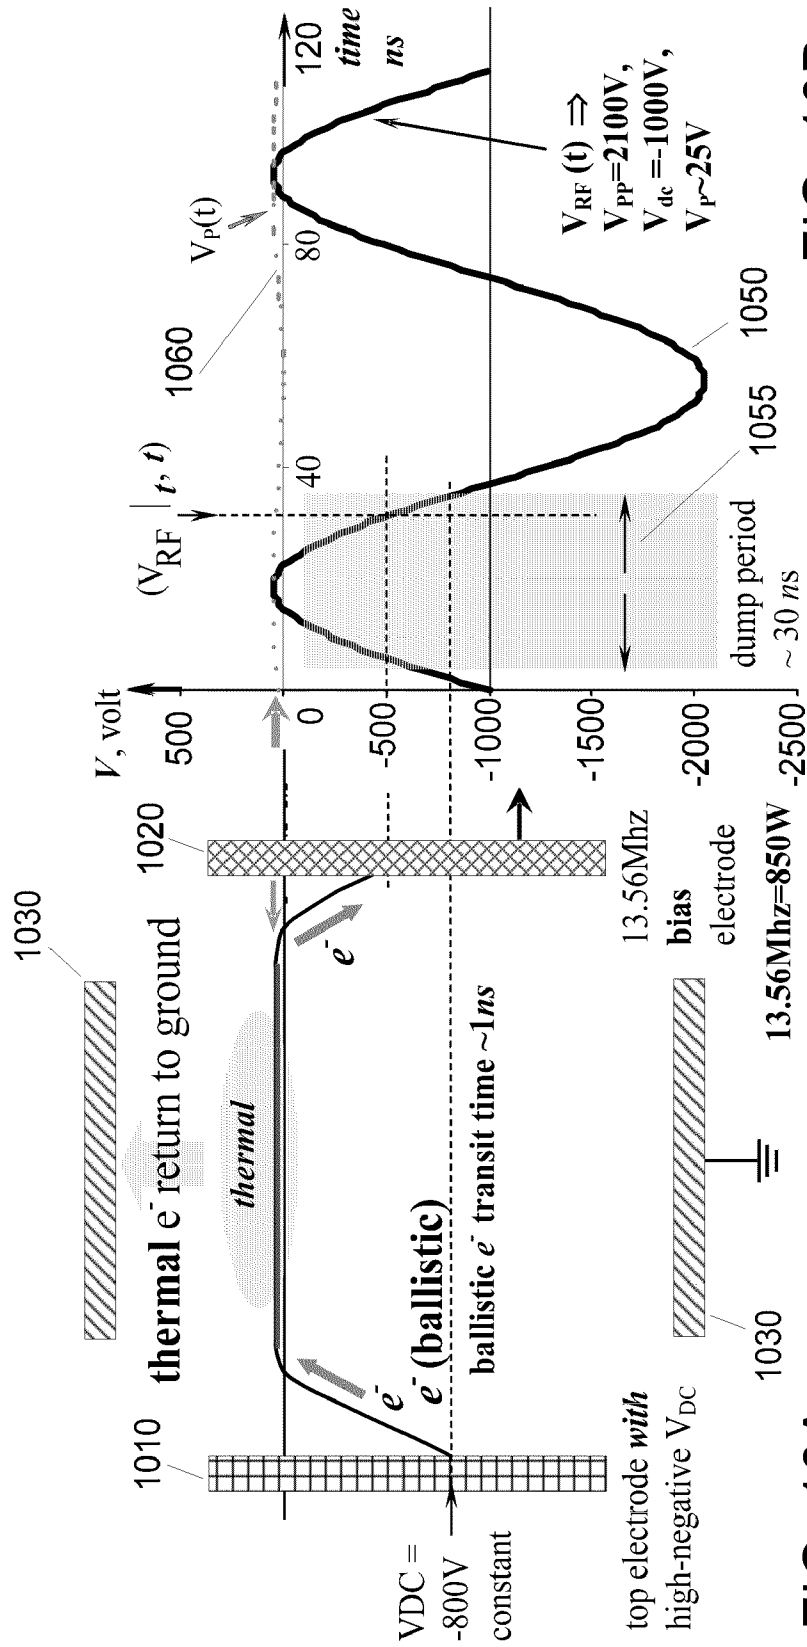 1030
thermal e⁻ return to ground
1010
1020
thermal
e⁻
e⁻
e⁻ (ballistic)
VDC =
-800V
constant
ballistic e⁻ transit time ~1ns
top electrode with
high-negative V_DC
1030
13.56Mhz
bias
electrode
13.56Mhz=850W
V, volt
500
0
-500
-1000
-1500
-2000
-2500
(V_RF | t, t)
1060
V_P(t)
40
80
120
time
ns
V_RF (t) ⇒
V_PP=2100V,
V_dc =-1000V,
V_P~25V
dump period
~ 30 ns
1055
1050
FIG.
FIG.